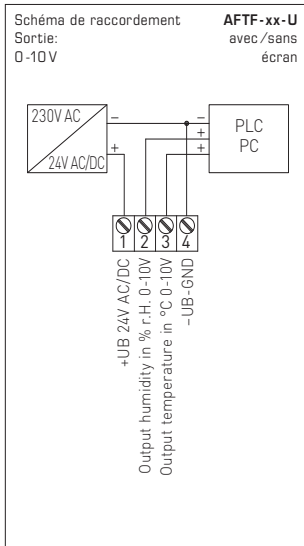 Schéma de raccordement AFTF-xx-U
Sortie: avec/sans
0-10V écran
230V AC
24V AC/DC
–
+
–
+
+
PLC
PC
1 2 3 4
+UB 24V AC/DC
Output humidity in % r.H. 0-10V
Output temperature in °C 0-10V
–UB-GND